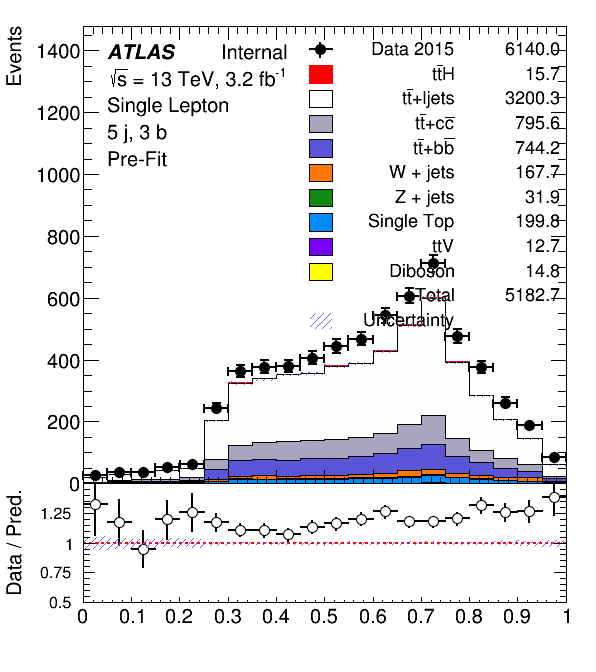 Events
1400
1200
1000
800
600
400
200
0
ATLAS Internal
√s = 13 TeV, 3.2 fb-1
Single Lepton
5 j, 3 b
Pre-Fit
Data 2015 6140.0
tt̄H 15.7
tt̄+ljets 3200.3
tt̄+cc̄ 795.6
tt̄+bb̄ 744.2
W + jets 167.7
Z + jets 31.9
Single Top 199.8
tt̄V 12.7
Diboson 14.8
Total 5182.7
Uncertainty
Data / Pred.
1.25
1
0.75
0.5
0 0.1 0.2 0.3 0.4 0.5 0.6 0.7 0.8 0.9 1